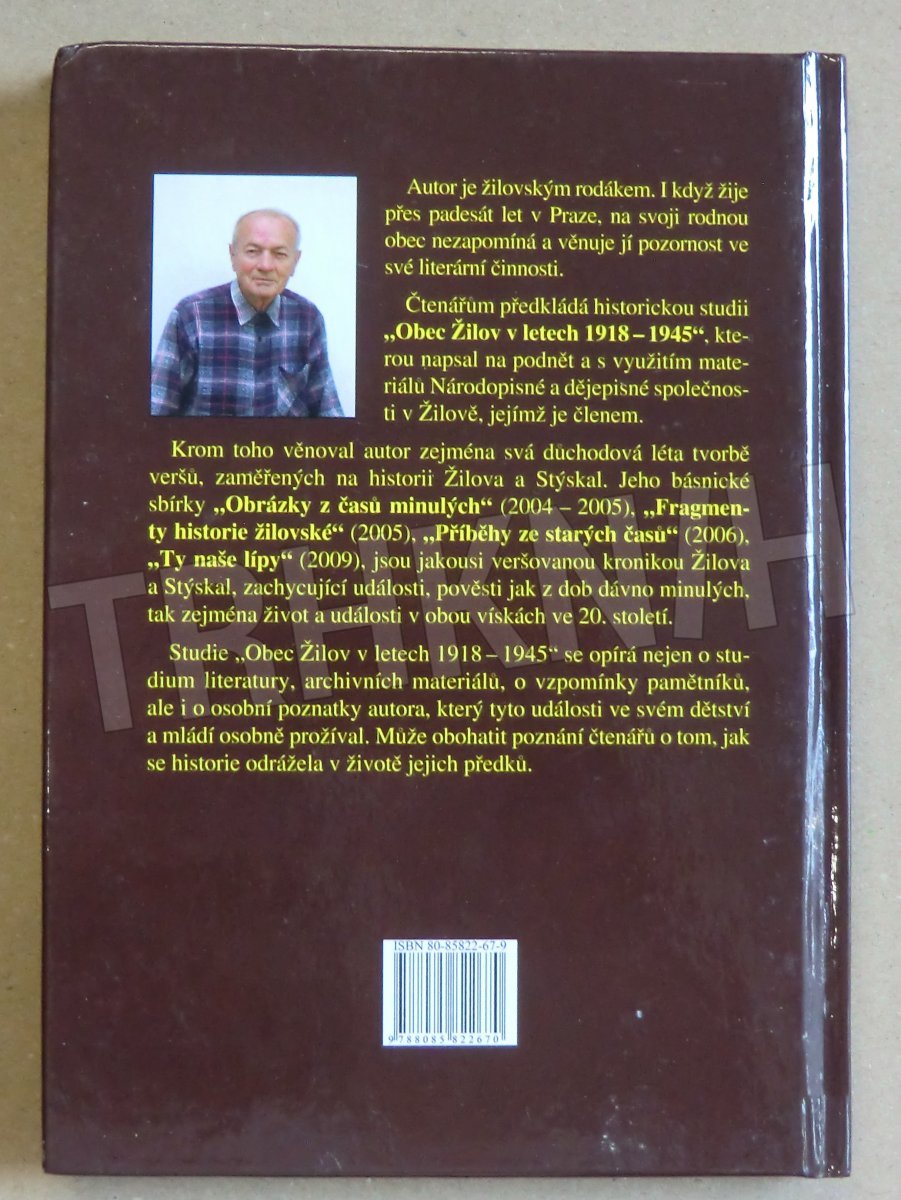 Autor je žilovským rodákem. I když žije
přes padesát let v Praze, na svoji rodnou
obec nezapomíná a věnuje jí pozornost ve
své literární činnosti.
Čtenářům předkládá historickou studii
„Obec Žilov v letech 1918 – 1945“, kte-
rou napsal na podnět a s využitím mate-
riálů Národopisné a dějepisné společnos-
ti v Žilově, jejímž je členem.
Krom toho věnoval autor zejména svá důchodová léta tvorbě
veršů, zaměřených na historii Žilova a Stýskal. Jeho básnické
sbírky „Obrázky z časů minulých“ (2004 – 2005), „Fragmen-
ty historie žilovské“ (2005), „Příběhy ze starých časů“ (2006),
„Ty naše lípy“ (2009), jsou jakousi veršovanou kronikou Žilova
a Stýskal, zachycující události, pověsti jak z dob dávno minulých,
tak zejména život a události v obou vískách ve 20. století.
Studie „Obec Žilov v letech 1918 – 1945“ se opírá nejen o stu-
dium literatury, archivních materiálů, o vzpomínky pamětníků,
ale i o osobní poznatky autora, který tyto události ve svém dětství
a mládí osobně prožíval. Může obohatit poznání čtenářů o tom, jak
se historie odrážela v životě jejich předků.
TRHKNIH
ISBN 80-85822-67-9
9 788085 822670